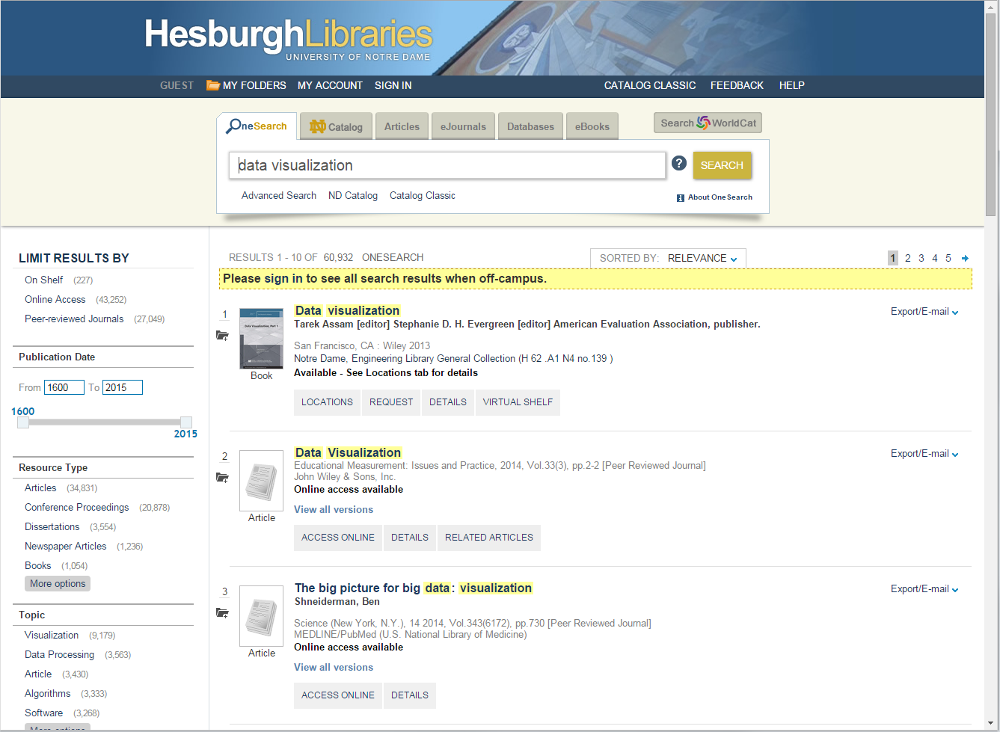 HesburghLibraries
UNIVERSITY OF NOTRE DAME
GUEST MY FOLDERS MY ACCOUNT SIGN IN CATALOG CLASSIC FEEDBACK HELP
OneSearch Catalog Articles eJournals Databases eBooks Search WorldCat
data visualization ? SEARCH
Advanced Search ND Catalog Catalog Classic i About OneSearch
LIMIT RESULTS BY
On Shelf (227)
Online Access (43,252)
Peer-reviewed Journals (27,049)
Publication Date
From 1600 To 2015
1600
2015
Resource Type
Articles (34,831)
Conference Proceedings (20,878)
Dissertations (3,554)
Newspaper Articles (1,236)
Books (1,054)
More options
Topic
Visualization (9,179)
Data Processing (3,563)
Article (3,430)
Algorithms (3,333)
Software (3,268)
More options
RESULTS 1 - 10 OF 60,932 ONESEARCH SORTED BY: RELEVANCE 1 2 3 4 5
Please sign in to see all search results when off-campus.
1
Data Visualization, Part 1
Book
Data visualization Export/E-mail
Tarek Assam [editor] Stephanie D. H. Evergreen [editor] American Evaluation Association, publisher.
San Francisco, CA : Wiley 2013
Notre Dame, Engineering Library General Collection (H 62 .A1 N4 no.139 )
Available - See Locations tab for details
LOCATIONS REQUEST DETAILS VIRTUAL SHELF
2
Article
Data Visualization Export/E-mail
Educational Measurement: Issues and Practice, 2014, Vol.33(3), pp.2-2 [Peer Reviewed Journal]
John Wiley & Sons, Inc.
Online access available
View all versions
ACCESS ONLINE DETAILS RELATED ARTICLES
3
Article
The big picture for big data: visualization Export/E-mail
Shneiderman, Ben
Science (New York, N.Y.), 14 2014, Vol.343(6172), pp.730 [Peer Reviewed Journal]
MEDLINE/PubMed (U.S. National Library of Medicine)
Online access available
View all versions
ACCESS ONLINE DETAILS